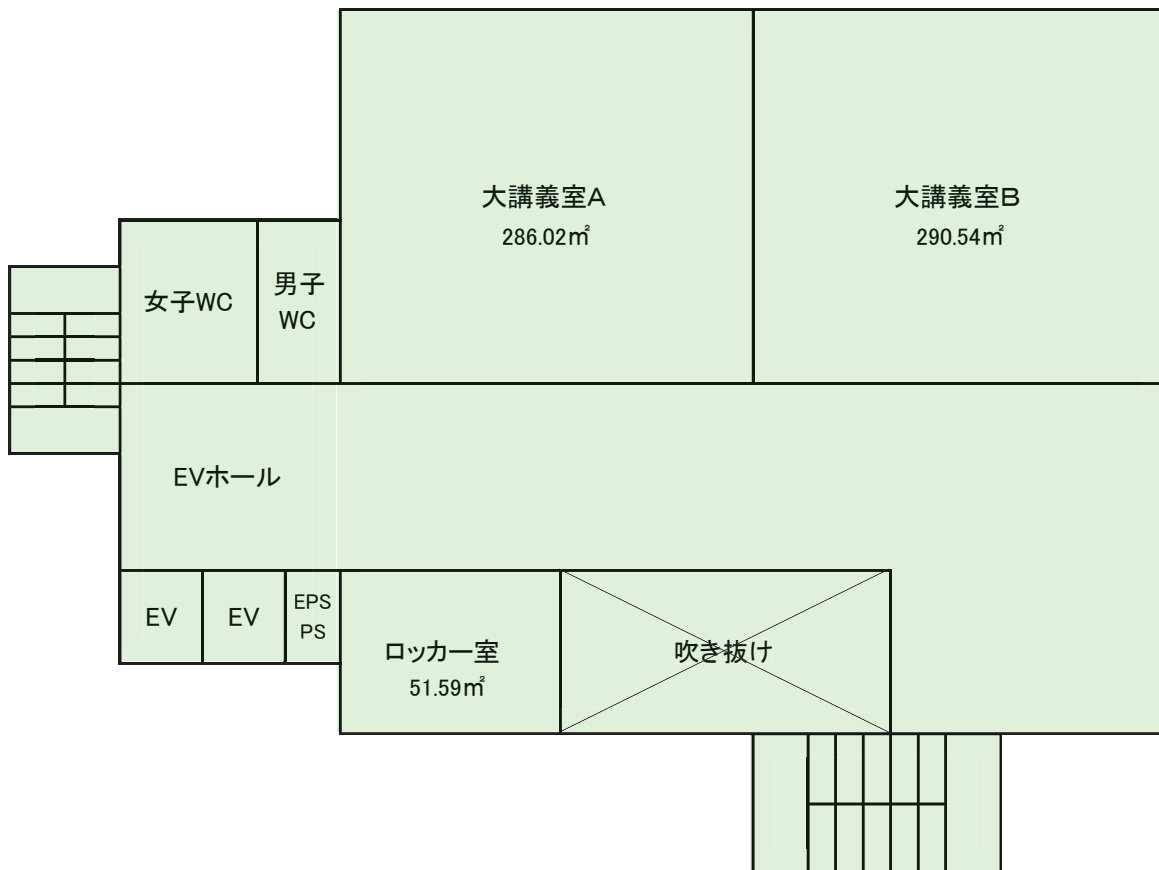 大講義室A
286.02㎡
大講義室B
290.54㎡
女子WC
男子
WC
EVホール
EV
EV
EPS
PS
ロッカー室
51.59㎡
吹き抜け